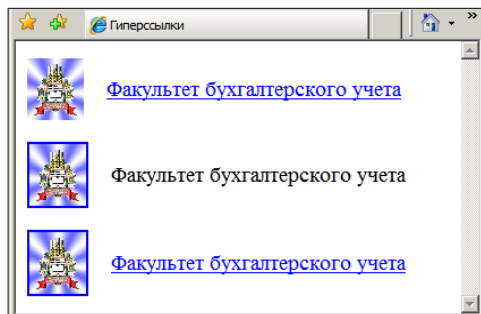 Гиперссылки
»
Факультет бухгалтерского учета
Факультет бухгалтерского учета
Факультет бухгалтерского учета